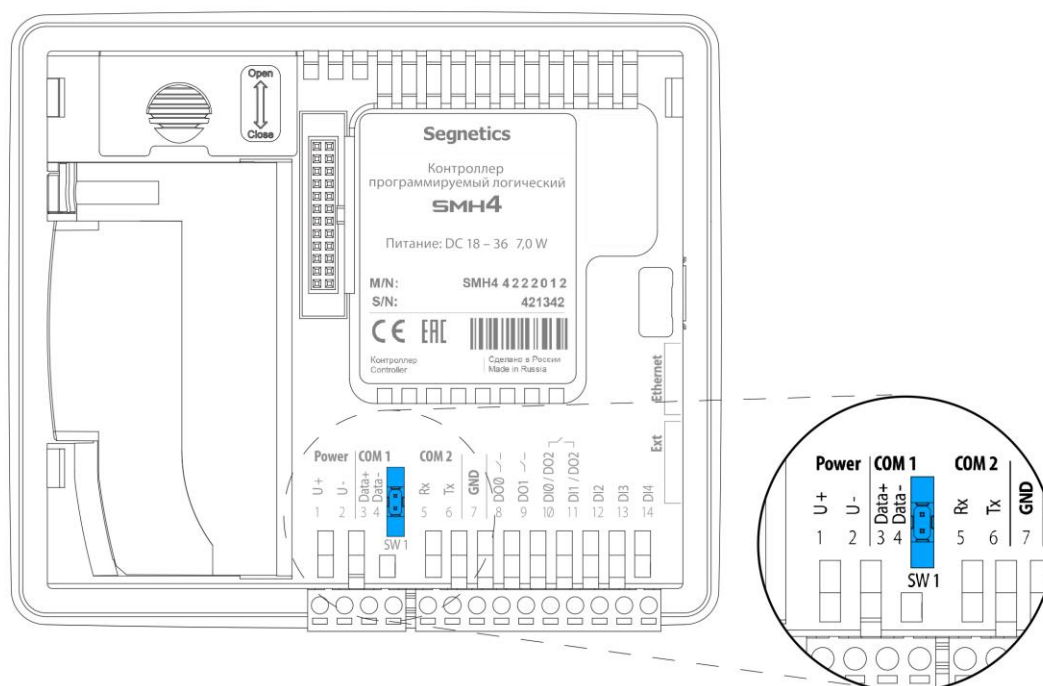 Open
Close
Segnetics
Контроллер
программируемый логический
SMH4
Питание: DC 18 – 36 7,0 W
M/N: SMH4 4222012
S/N: 421342
CE EAC
Контроллер
Controller
Сделано в России
Made in Russia
Ethernet
Ext
Power COM 1 COM 2
U+ U- Data+ Data- Rx Tx GND DO0 DO1 DI0 / DO2 DI1 / DO2 DI2 DI3 DI4
1 2 3 4 5 6 7 8 9 10 11 12 13 14
SW 1
Power COM 1 COM 2
U+ U- Data+ Data- Rx Tx GND
1 2 3 4 5 6 7
SW 1